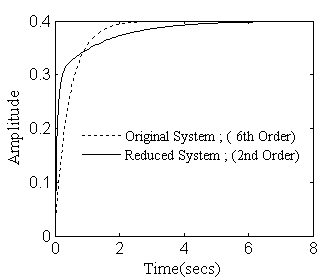 0.4
0.3
0.2
0.1
0
0
2
4
6
8
Amplitude
Original System ; ( 6th Order)
Reduced System ; (2nd Order)
Time(secs)